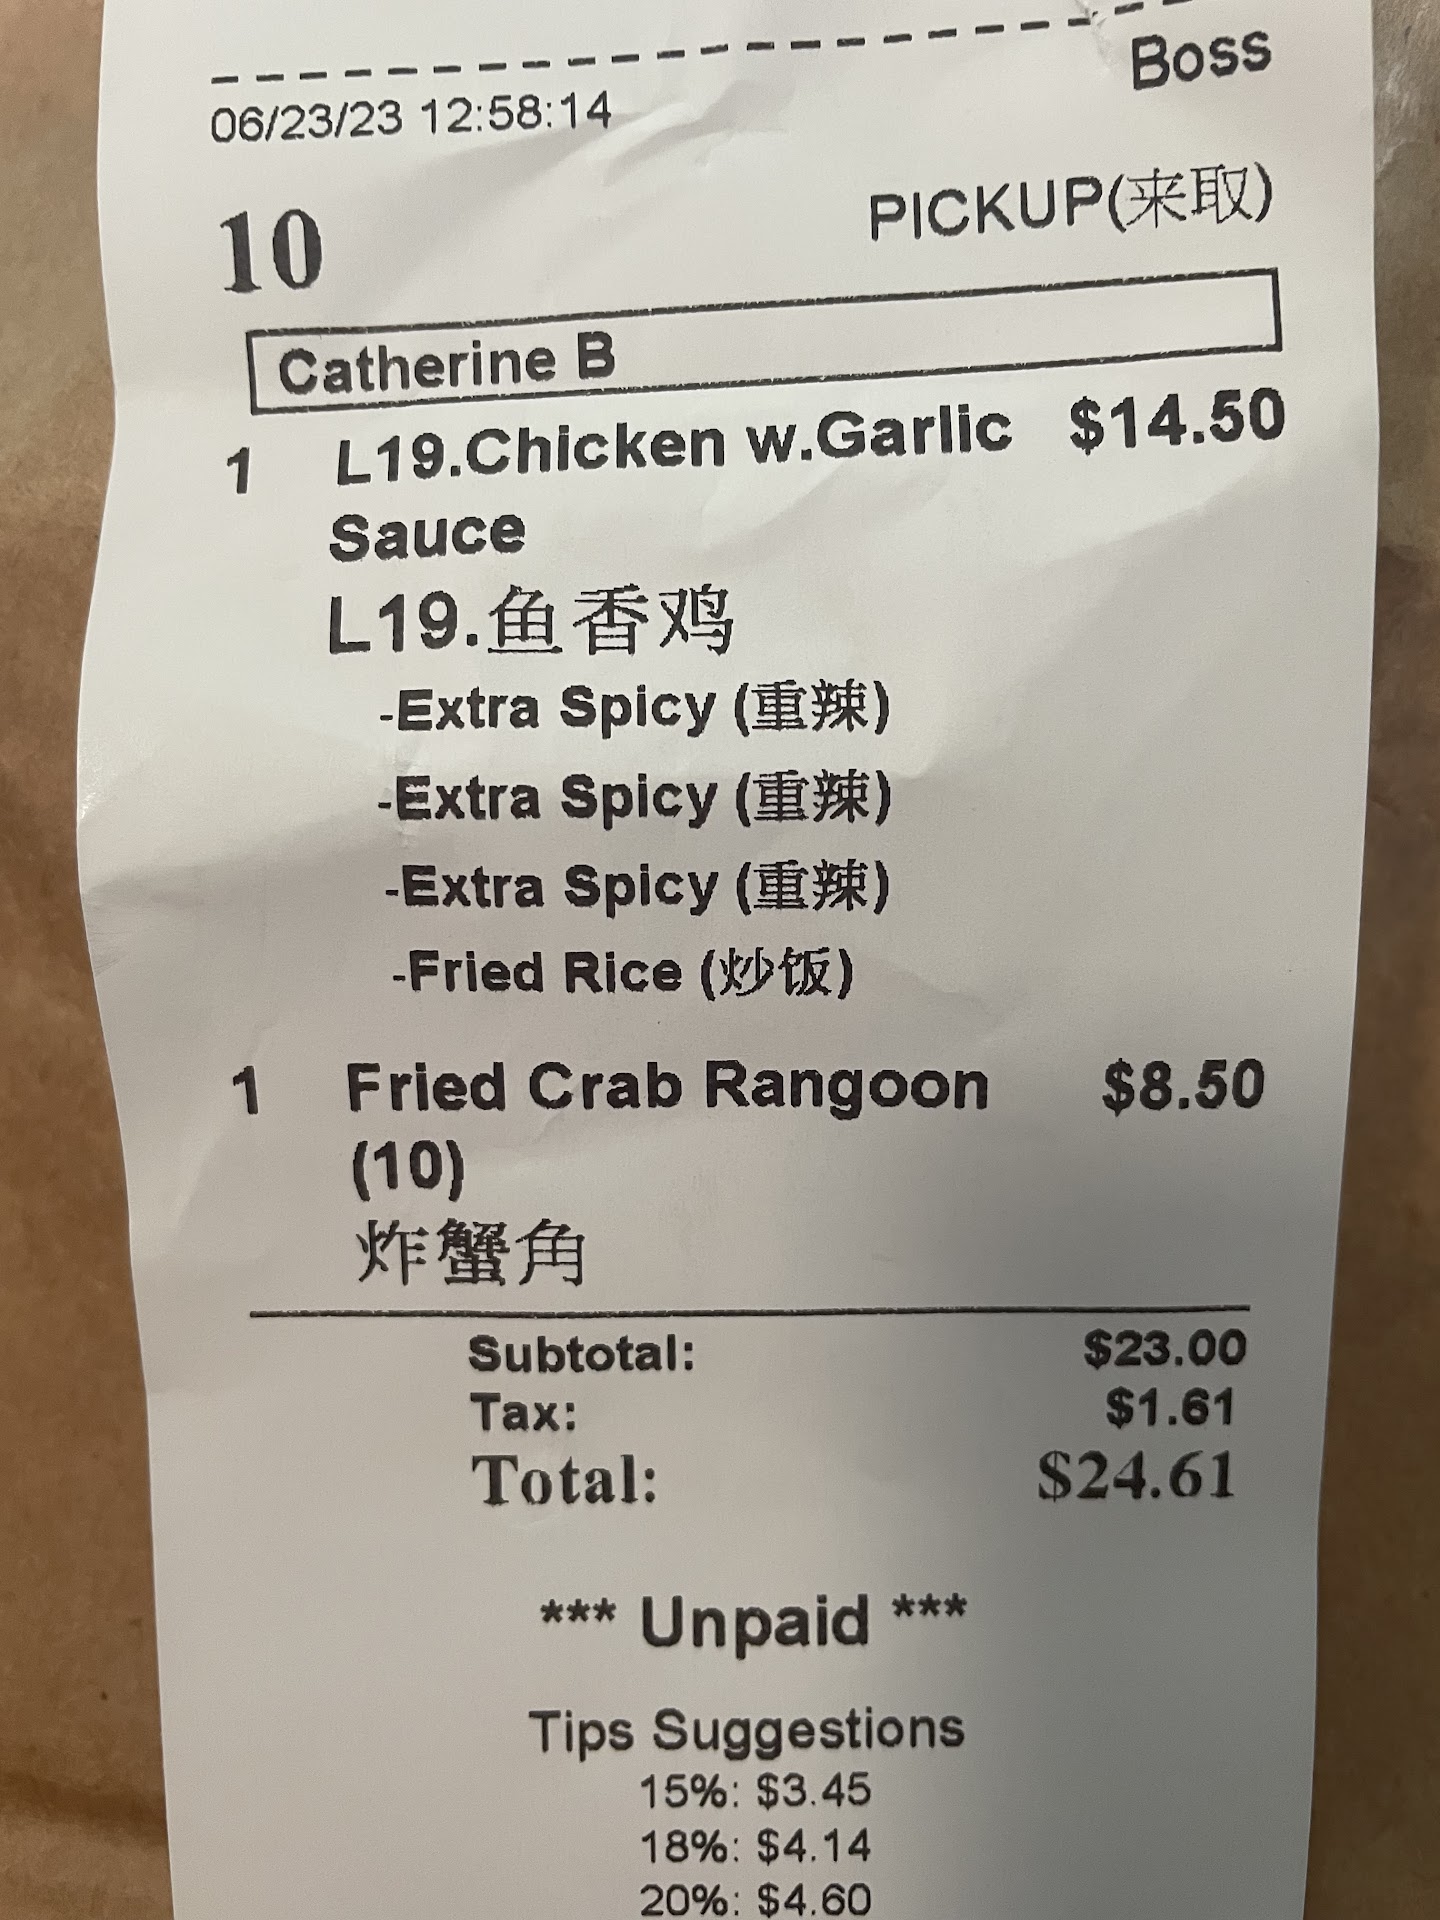 Boss
06/23/23 12:58:14
PICKUP(来取)
10
Catherine B
1 L19.Chicken w.Garlic $14.50
Sauce
L19.鱼香鸡
-Extra Spicy (重辣)
-Extra Spicy (重辣)
-Extra Spicy (重辣)
-Fried Rice (炒饭)
1 Fried Crab Rangoon $8.50
(10)
炸蟹角
Subtotal: $23.00
Tax: $1.61
Total: $24.61
*** Unpaid ***
Tips Suggestions
15%: $3.45
18%: $4.14
20%: $4.60